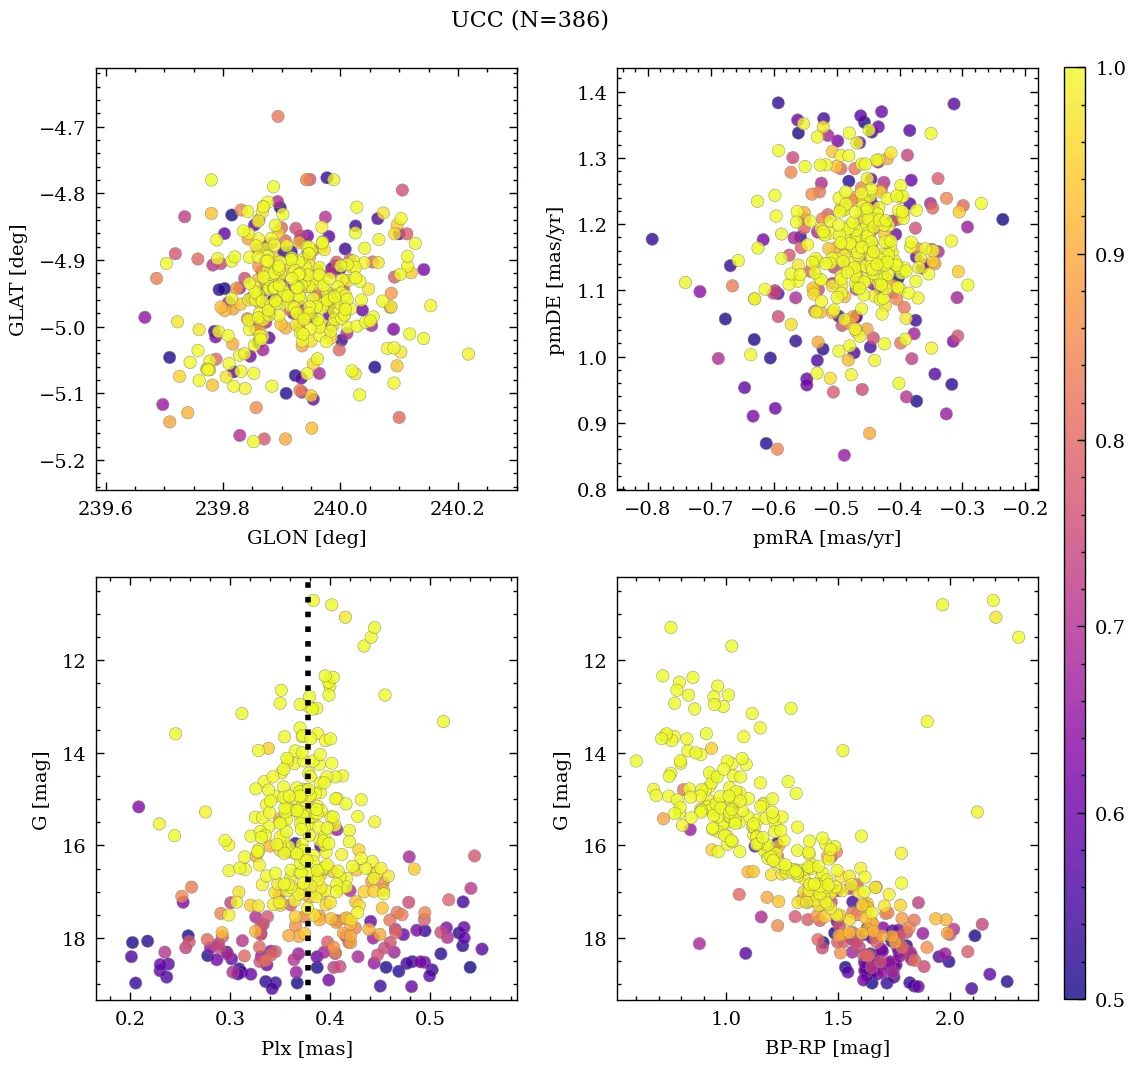 UCC (N=386)
−4.7
−4.8
−4.9
−5.0
−5.1
−5.2
GLAT [deg]
239.6 239.8 240.0 240.2
GLON [deg]
1.4
1.3
1.2
1.1
1.0
0.9
0.8
pmDE [mas/yr]
−0.8 −0.7 −0.6 −0.5 −0.4 −0.3 −0.2
pmRA [mas/yr]
12
14
16
18
G [mag]
0.2 0.3 0.4 0.5
Plx [mas]
12
14
16
18
G [mag]
1.0 1.5 2.0
BP-RP [mag]
1.0
0.9
0.8
0.7
0.6
0.5